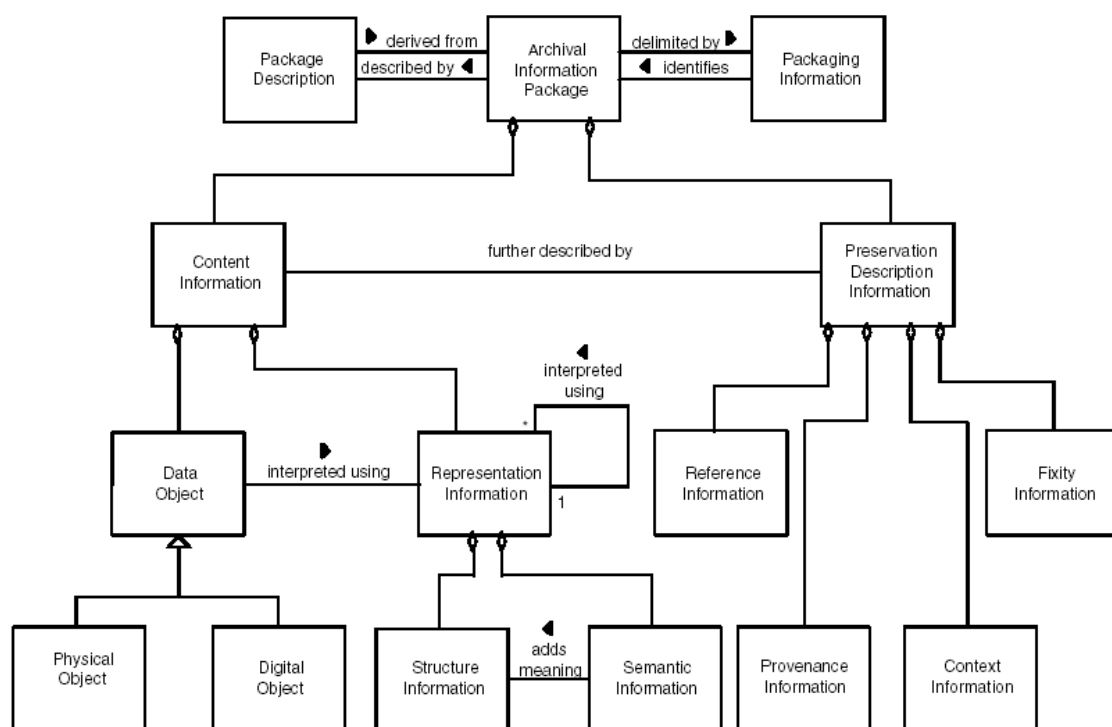 Package
Description
derived from
described by
Archival
Information
Package
delimited by
identifies
Packaging
Information
Content
Information
further described by
Preservation
Description
Information
interpreted
using
*
1
Data
Object
interpreted using
Representation
Information
Reference
Information
Fixity
Information
Physical
Object
Digital
Object
Structure
Information
adds
meaning
Semantic
Information
Provenance
Information
Context
Information